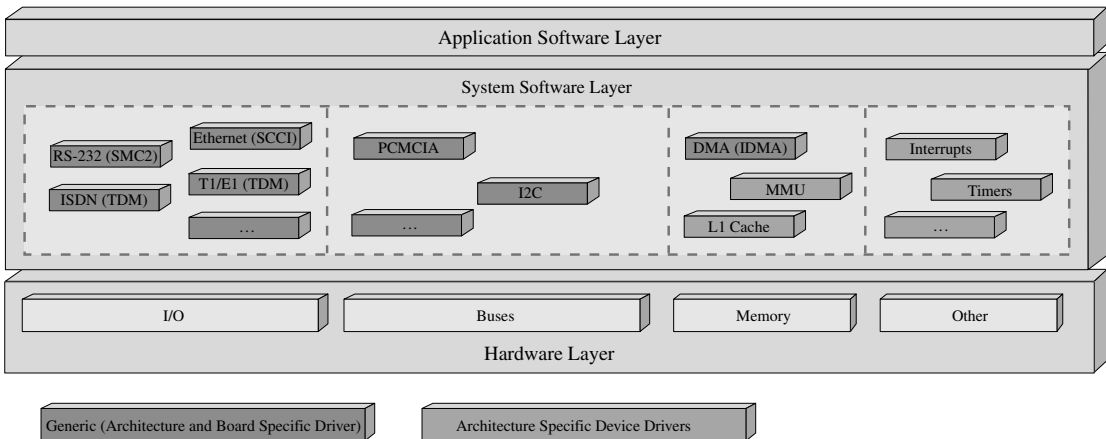 Application Software Layer
System Software Layer
Ethernet (SCCI)
RS-232 (SMC2)
T1/E1 (TDM)
ISDN (TDM)
…
PCMCIA
I2C
…
DMA (IDMA)
MMU
L1 Cache
Interrupts
Timers
…
I/O
Buses
Memory
Other
Hardware Layer
Generic (Architecture and Board Specific Driver)
Architecture Specific Device Drivers